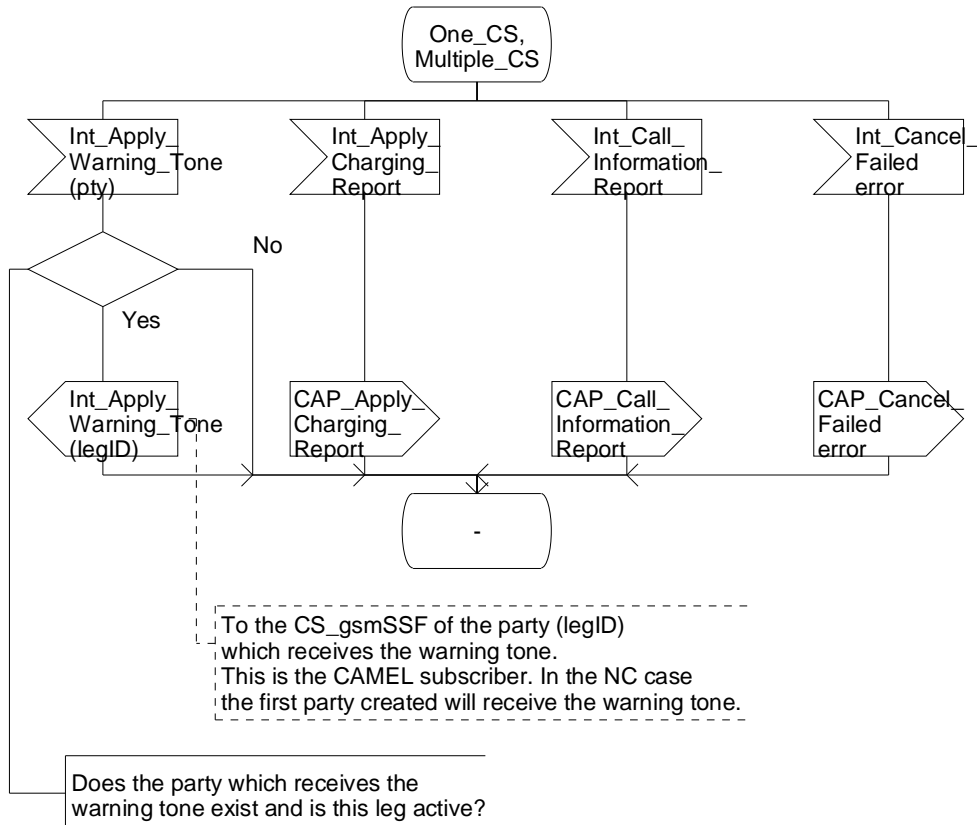 One_CS,
Multiple_CS
Int_Apply_
Warning_Tone
(pty)
Int_Apply_
Charging_
Report
Int_Call_
Information_
Report
Int_Cancel_
Failed
error
No
Yes
Int_Apply_
Warning_Tone
(legID)
CAP_Apply_
Charging_
Report
CAP_Call_
Information_
Report
CAP_Cancel_
Failed
error
-
To the CS_gsmSSF of the party (legID)
which receives the warning tone.
This is the CAMEL subscriber. In the NC case
the first party created will receive the warning tone.
Does the party which receives the
warning tone exist and is this leg active?